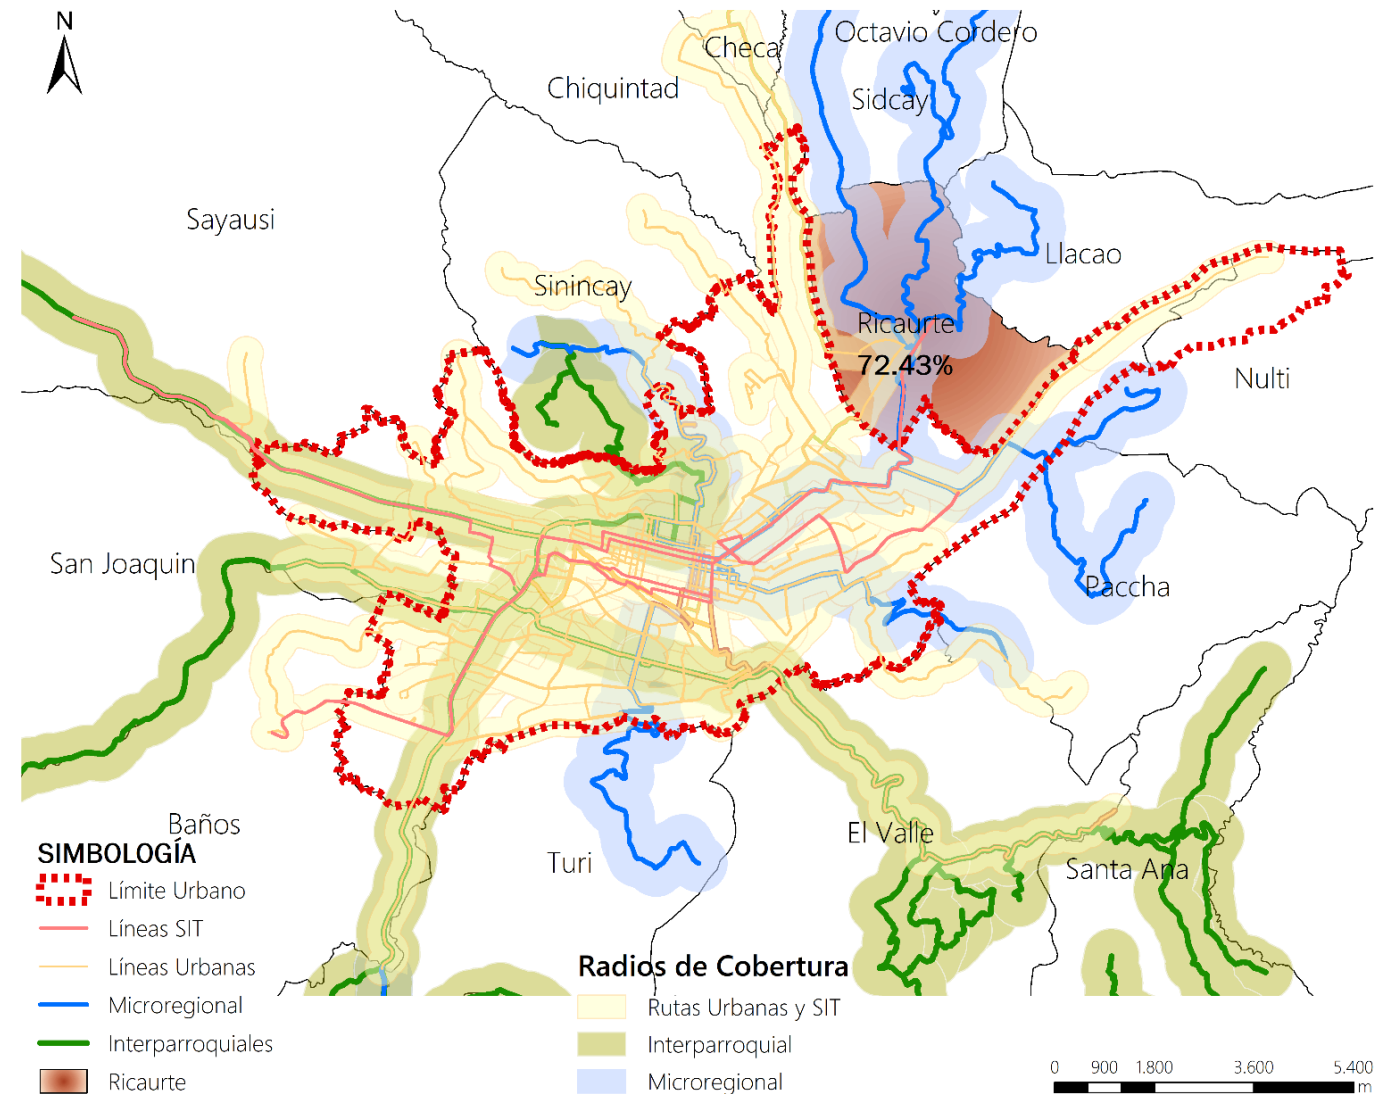 N
Octavio Cordero
Checa
Chiquintad
Sidcay
Sayausi
Llacao
Sinincay
Ricaurte
72.43%
Nulti
San Joaquin
Paccha
Baños
El Valle
Turi
Santa Ana
SIMBOLOGÍA
Límite Urbano
Líneas SIT
Líneas Urbanas
Microregional
Interparroquiales
Ricaurte
Radios de Cobertura
Rutas Urbanas y SIT
Interparroquial
Microregional
0 900 1.800 3.600 5.400
m